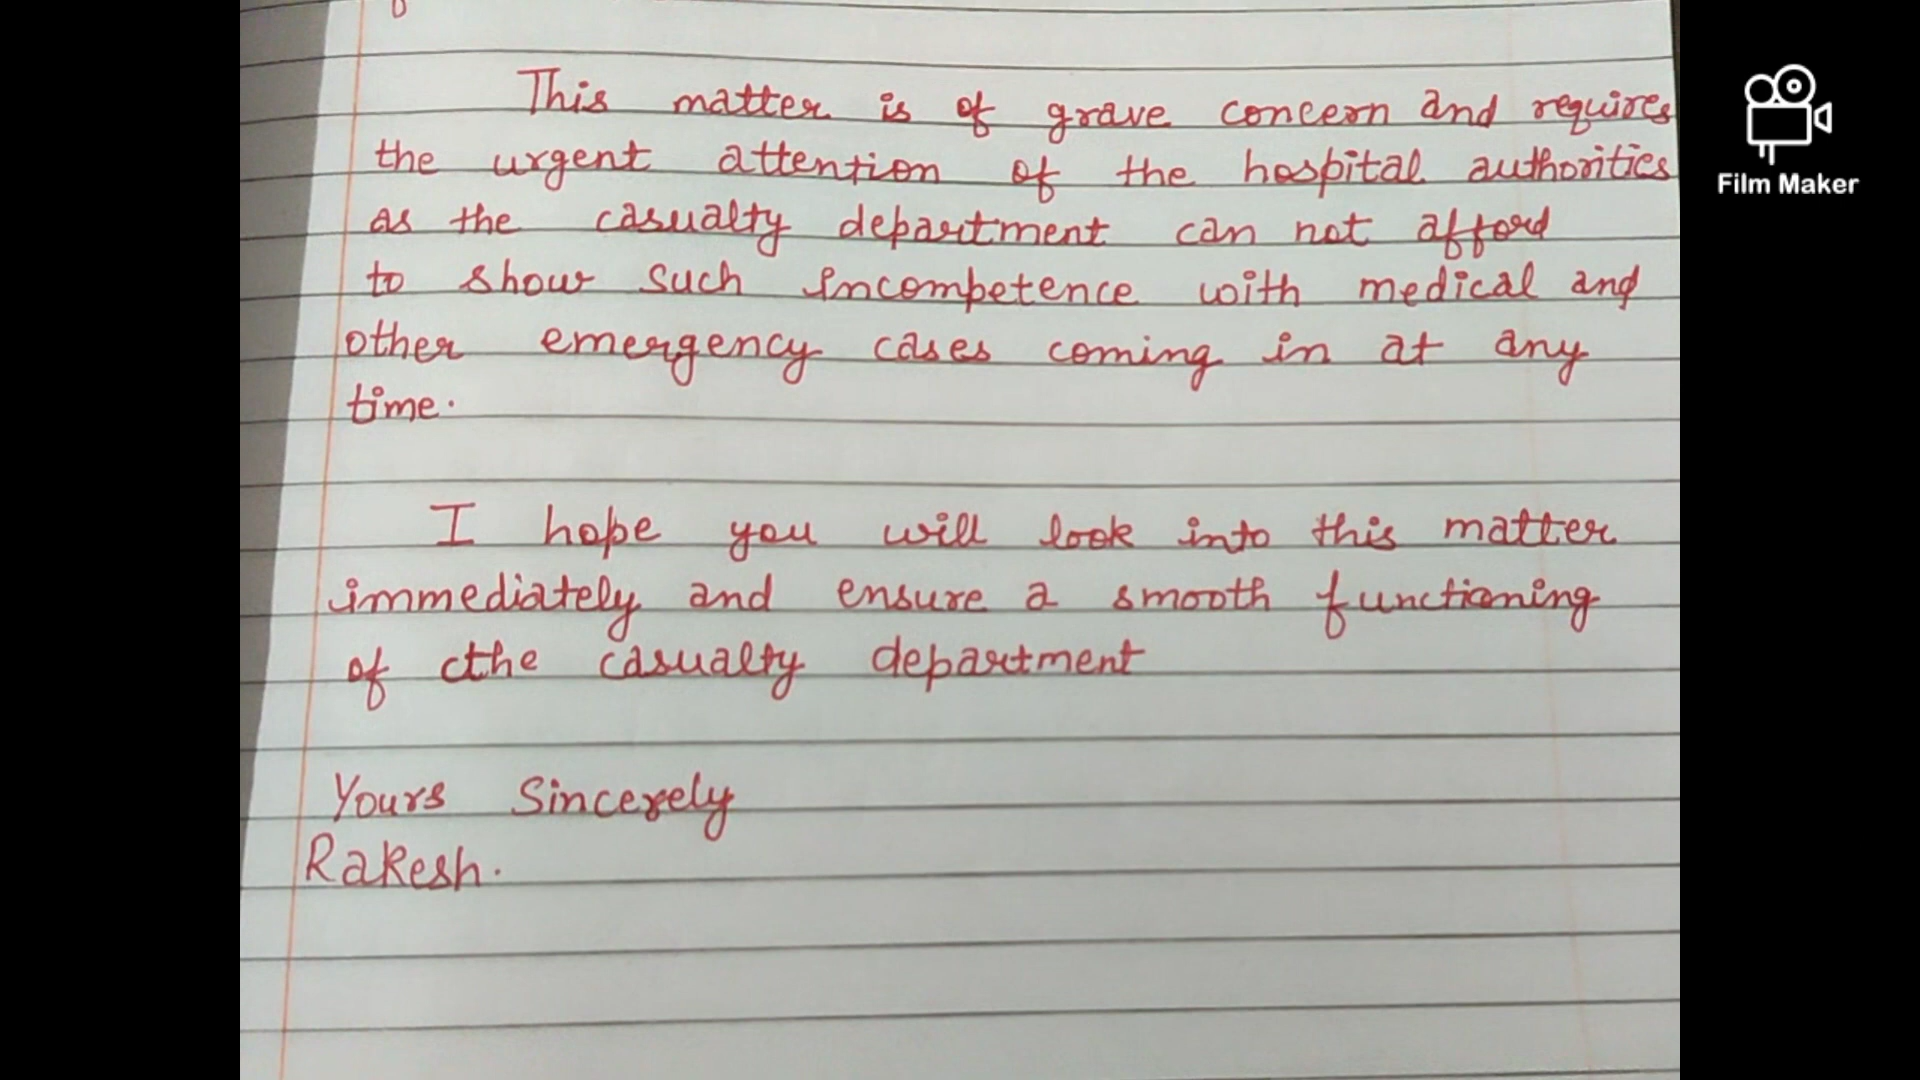 This matter is of grave concern and requires
the urgent attention of the hospital authorities
as the casualty department can not afford
to show such incompetence with medical and
other emergency cases coming in at any
time.
I hope you will look into this matter
immediately and ensure a smooth functioning
of cthe casualty department
Yours Sincerely
Rakesh.
Film Maker